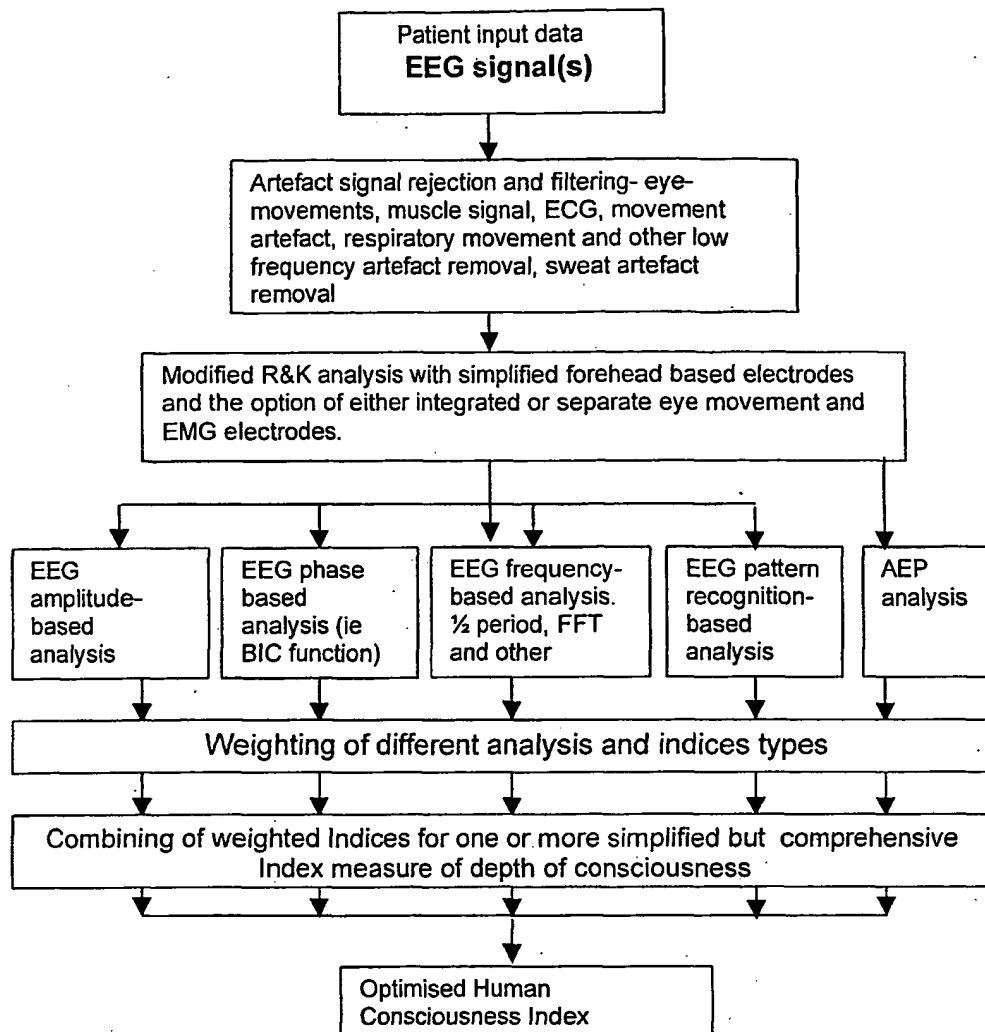 Patient input data
EEG signal(s)
Artefact signal rejection and filtering- eye-
movements, muscle signal, ECG, movement
artefact, respiratory movement and other low
frequency artefact removal, sweat artefact
removal
Modified R&K analysis with simplified forehead based electrodes
and the option of either integrated or separate eye movement and
EMG electrodes.
EEG
amplitude-
based
analysis
EEG phase
based
analysis (ie
BIC function)
EEG frequency-
based analysis.
½ period, FFT
and other
EEG pattern
recognition-
based
analysis
AEP
analysis
Weighting of different analysis and indices types
Combining of weighted Indices for one or more simplified but comprehensive
Index measure of depth of consciousness
Optimised Human
Consciousness Index